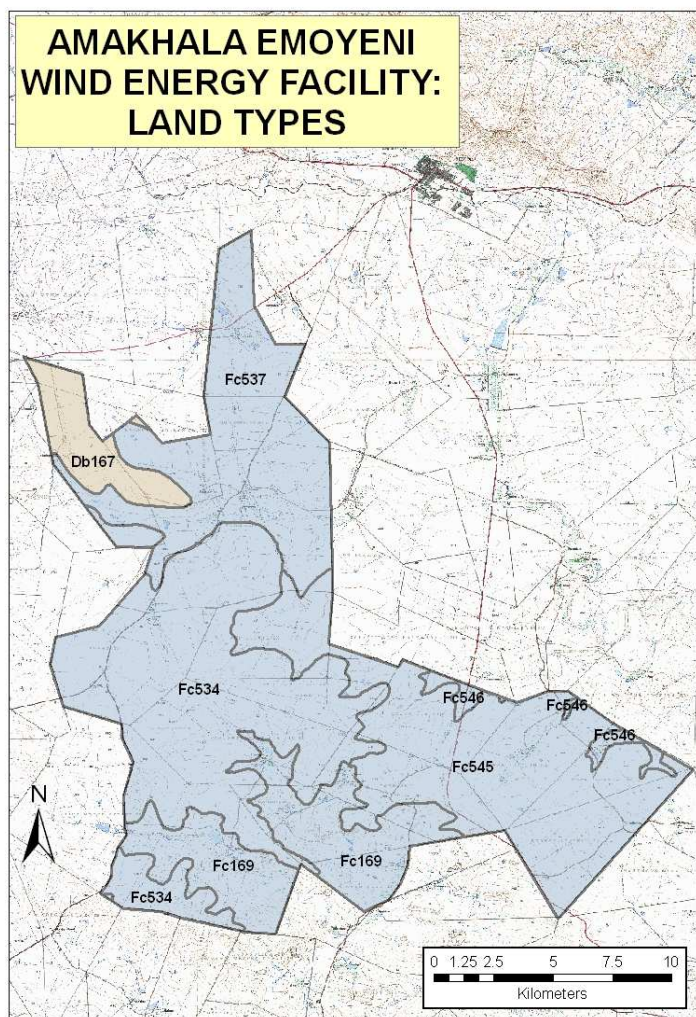 AMAKHALA EMOYENI
WIND ENERGY FACILITY:
LAND TYPES
Fc537
Db167
Fc534
Fc546
Fc546
Fc546
Fc545
Fc169
Fc169
Fc534
N
0 1.25 2.5 5 7.5 10
Kilometers